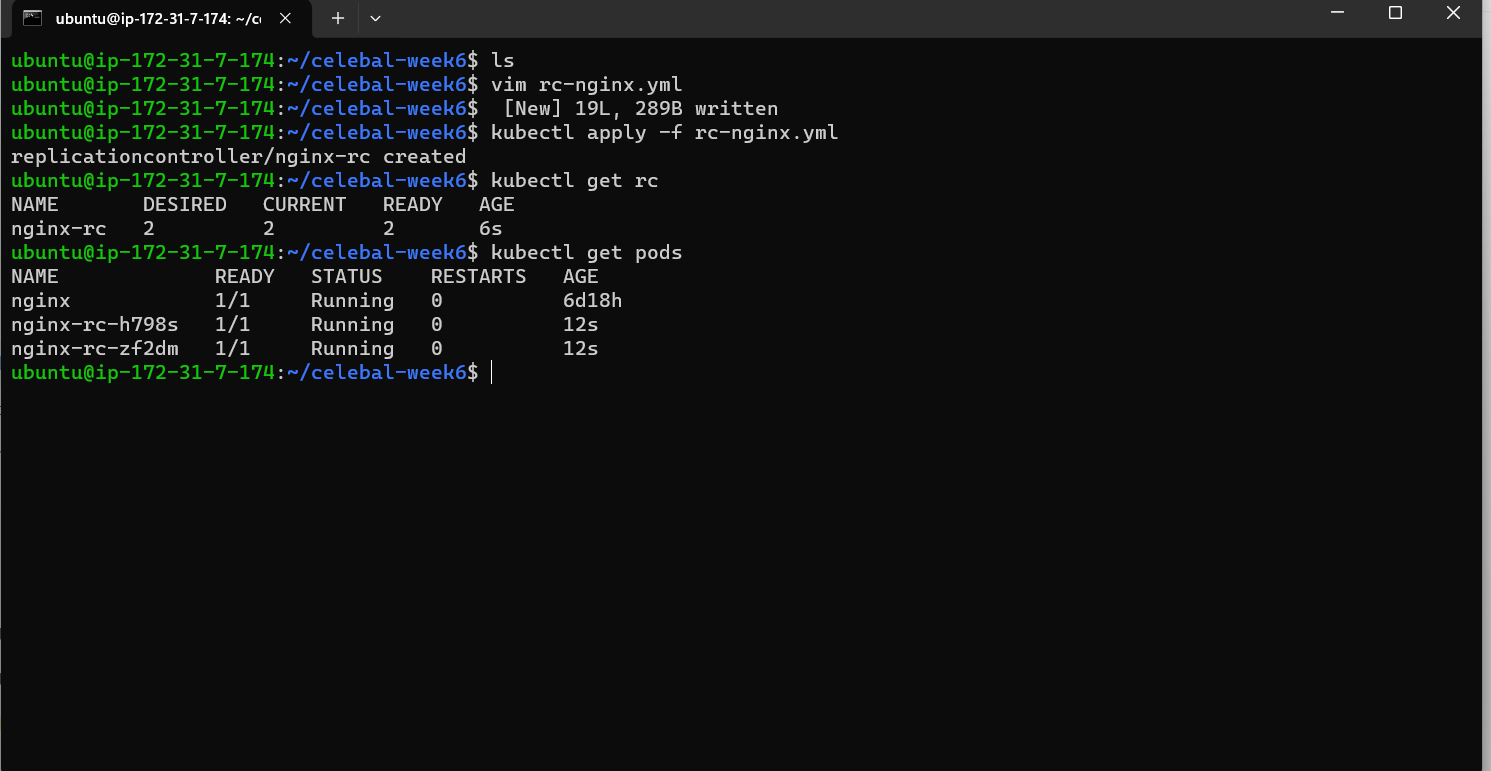 ubuntu@ip-172-31-7-174: ~/c
ubuntu@ip-172-31-7-174:~/celebal-week6$ ls
ubuntu@ip-172-31-7-174:~/celebal-week6$ vim rc-nginx.yml
ubuntu@ip-172-31-7-174:~/celebal-week6$  [New] 19L, 289B written
ubuntu@ip-172-31-7-174:~/celebal-week6$ kubectl apply -f rc-nginx.yml
replicationcontroller/nginx-rc created
ubuntu@ip-172-31-7-174:~/celebal-week6$ kubectl get rc
NAME       DESIRED   CURRENT   READY   AGE
nginx-rc   2         2         2       6s
ubuntu@ip-172-31-7-174:~/celebal-week6$ kubectl get pods
NAME             READY   STATUS    RESTARTS   AGE
nginx            1/1     Running   0          6d18h
nginx-rc-h798s   1/1     Running   0          12s
nginx-rc-zf2dm   1/1     Running   0          12s
ubuntu@ip-172-31-7-174:~/celebal-week6$